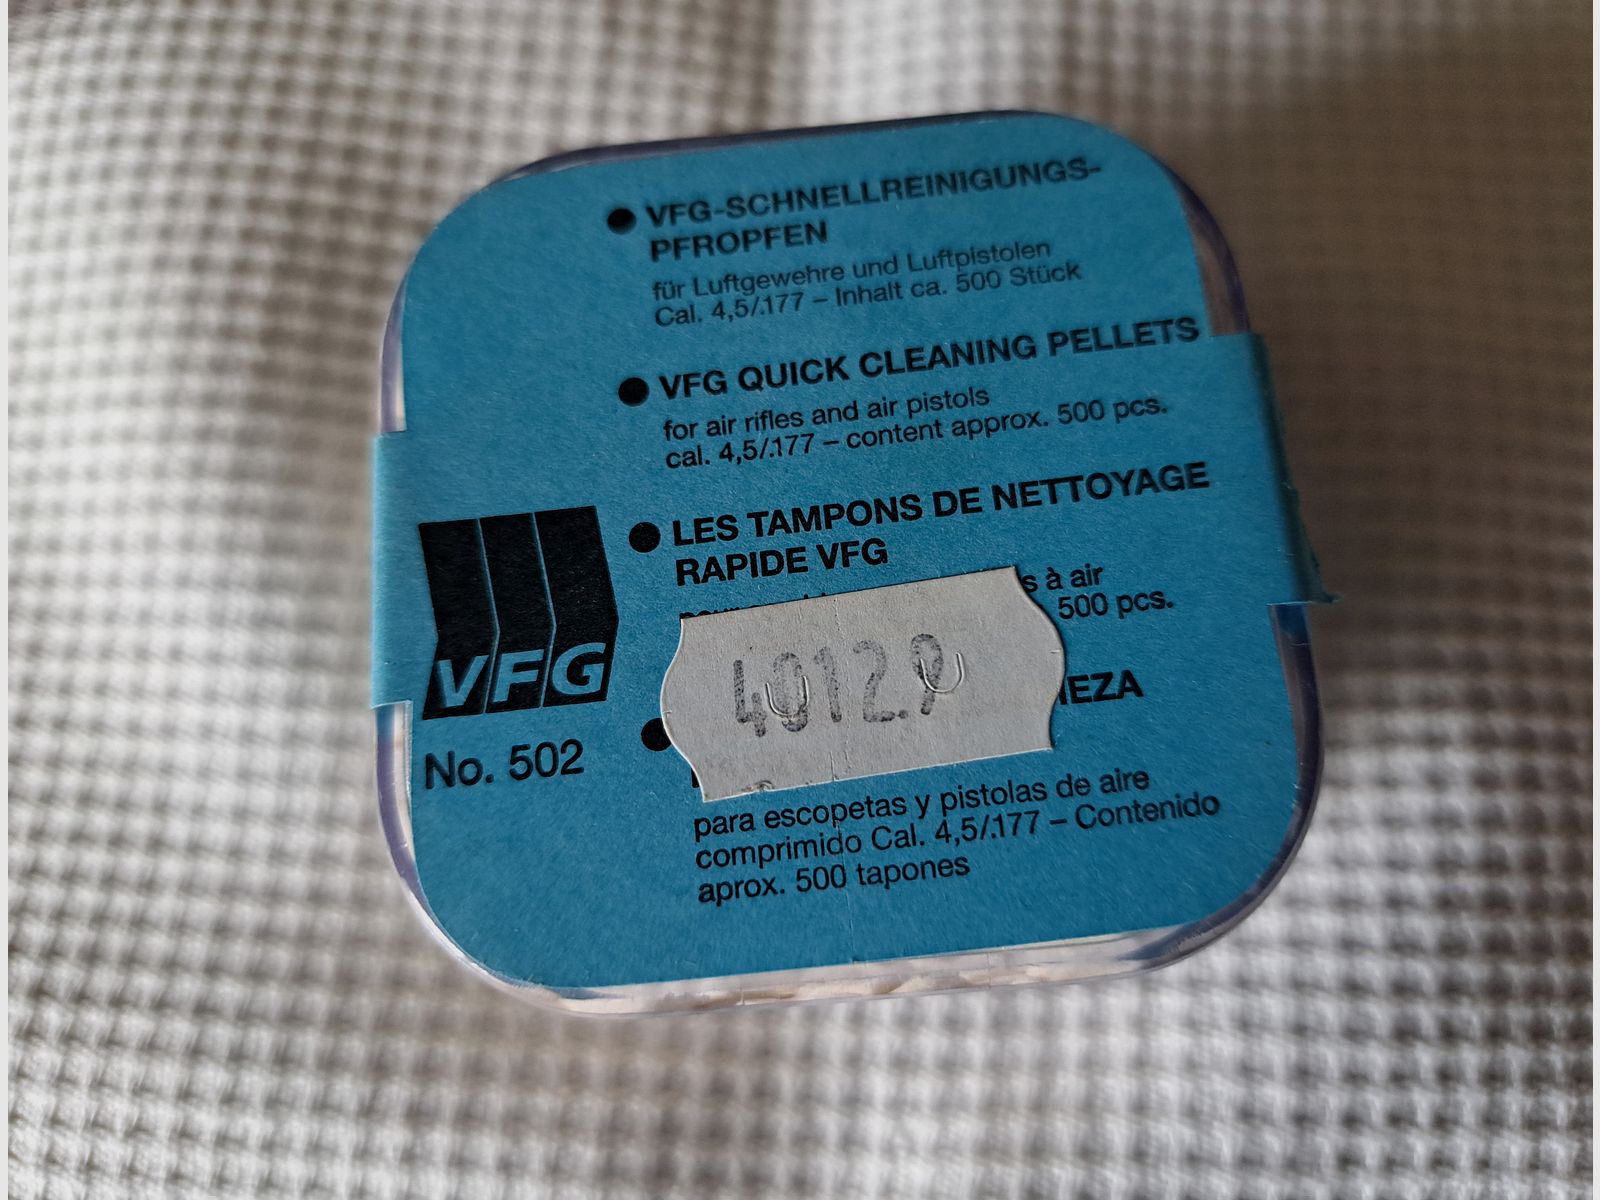 VFG-SCHNELLREINIGUNGS-
PFROPFEN
für Luftgewehre und Luftpistolen
Cal. 4,5/.177 – Inhalt ca. 500 Stück
VFG QUICK CLEANING PELLETS
for air rifles and air pistols
cal. 4,5/.177 – content approx. 500 pcs.
LES TAMPONS DE NETTOYAGE
RAPIDE VFG
à air
500 pcs.
para escopetas y pistolas de aire
comprimido Cal. 4,5/.177 – Contenido
aprox. 500 tapones
VFG
No. 502
4012.9